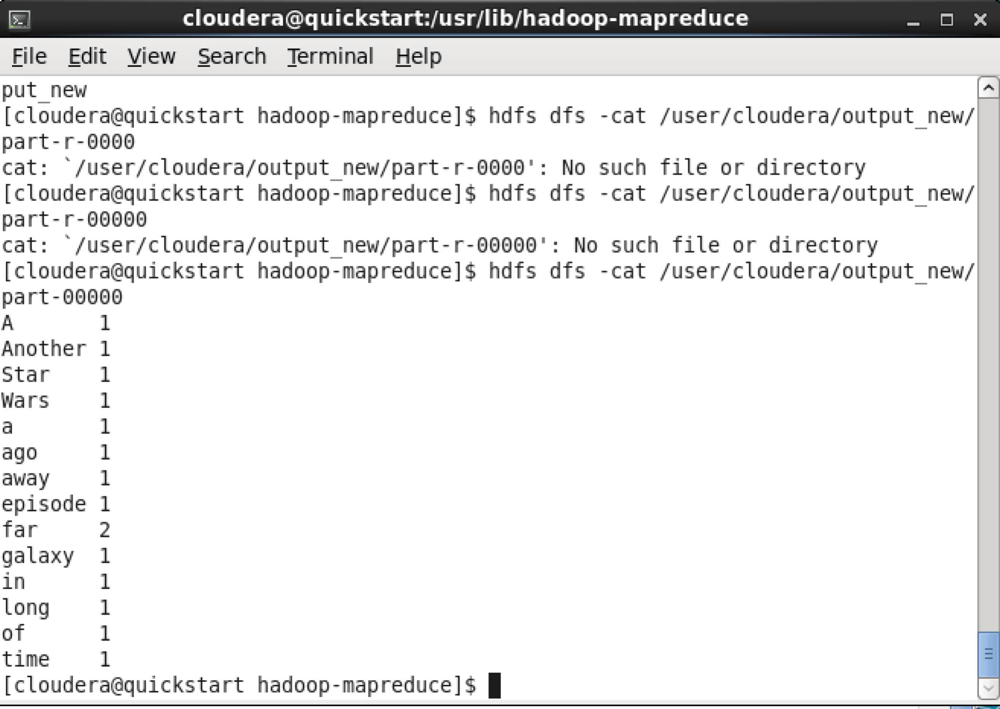 cloudera@quickstart:/usr/lib/hadoop-mapreduce
File Edit View Search Terminal Help
put_new
[cloudera@quickstart hadoop-mapreduce]$ hdfs dfs -cat /user/cloudera/output_new/
part-r-0000
cat: `/user/cloudera/output_new/part-r-0000': No such file or directory
[cloudera@quickstart hadoop-mapreduce]$ hdfs dfs -cat /user/cloudera/output_new/
part-r-00000
cat: `/user/cloudera/output_new/part-r-00000': No such file or directory
[cloudera@quickstart hadoop-mapreduce]$ hdfs dfs -cat /user/cloudera/output_new/
part-00000
A 1
Another 1
Star 1
Wars 1
a 1
ago 1
away 1
episode 1
far 2
galaxy 1
in 1
long 1
of 1
time 1
[cloudera@quickstart hadoop-mapreduce]$